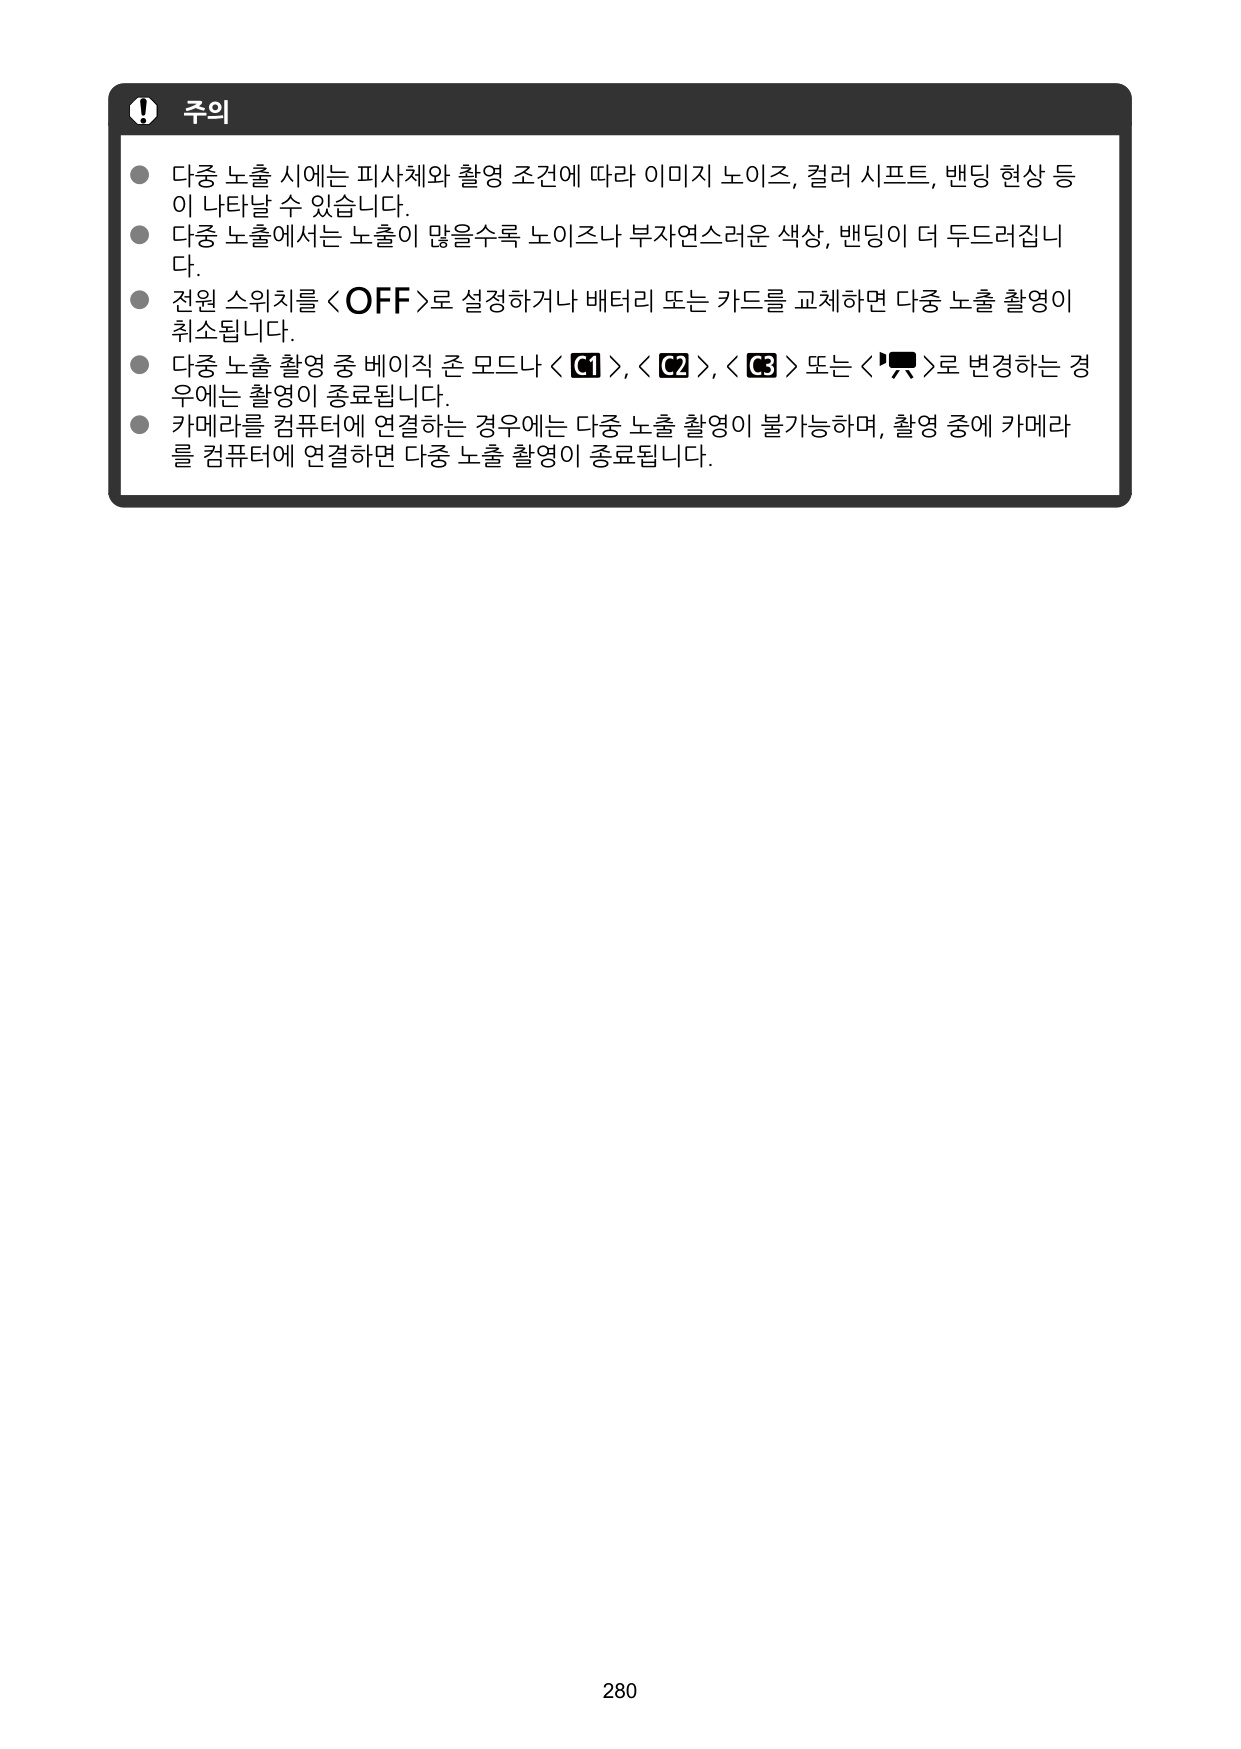 주의
● 다중 노출 시에는 피사체와 촬영 조건에 따라 이미지 노이즈, 컬러 시프트, 밴딩 현상 등
이 나타날 수 있습니다.
● 다중 노출에서는 노출이 많을수록 노이즈나 부자연스러운 색상, 밴딩이 더 두드러집니
다.
● 전원 스위치를 <OFF>로 설정하거나 배터리 또는 카드를 교체하면 다중 노출 촬영이
취소됩니다.
● 다중 노출 촬영 중 베이직 존 모드나 < C1 >, < C2 >, < C3 > 또는 < >로 변경하는 경
우에는 촬영이 종료됩니다.
● 카메라를 컴퓨터에 연결하는 경우에는 다중 노출 촬영이 불가능하며, 촬영 중에 카메라
를 컴퓨터에 연결하면 다중 노출 촬영이 종료됩니다.
280